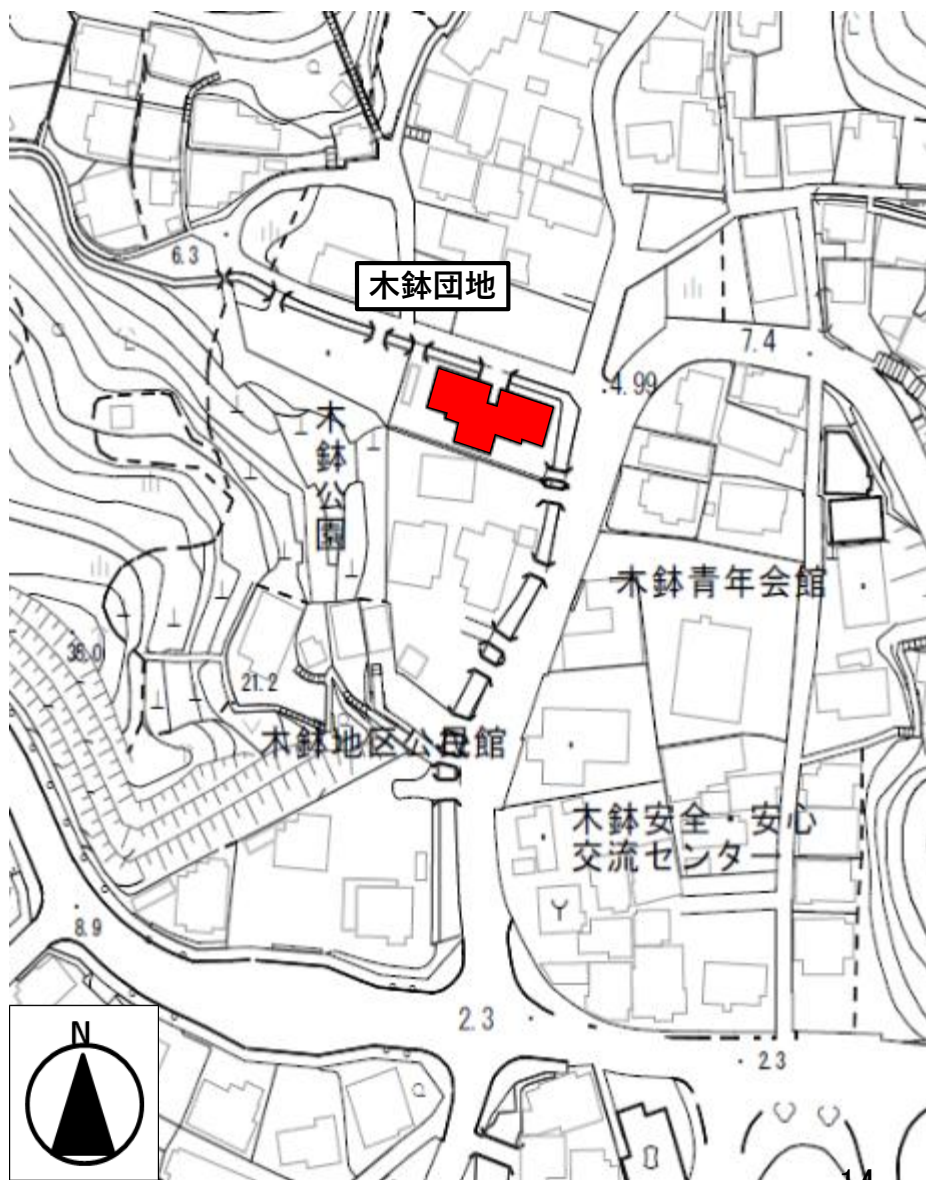 6.3
木鉢団地
7.4
4.99
木鉢公園
木鉢青年会館
35.0
21.2
木鉢地区公民館
木鉢安全・安心
交流センター
8.9
2.3
2.3
N
14